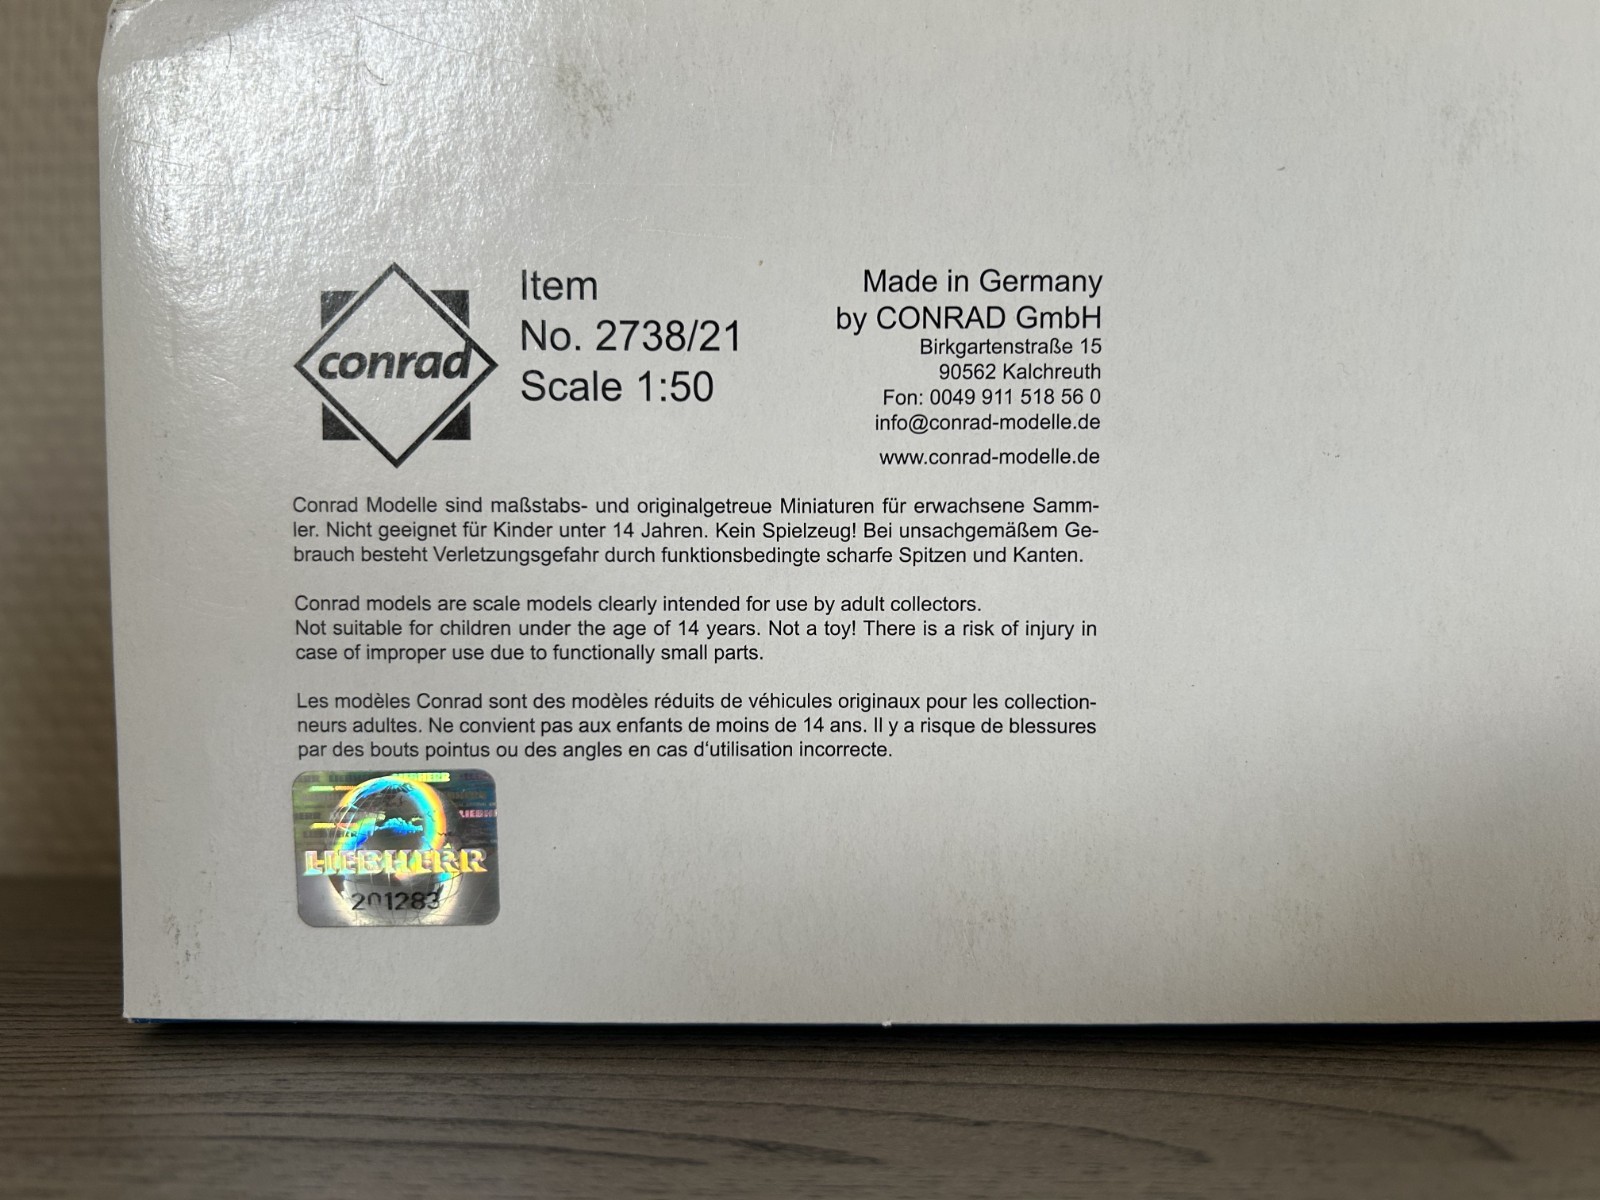 conrad
Item
No. 2738/21
Scale 1:50
Made in Germany
by CONRAD GmbH
Birkgartenstraße 15
90562 Kalchreuth
Fon: 0049 911 518 56 0
info@conrad-modelle.de
www.conrad-modelle.de
Conrad Modelle sind maßstabs- und originalgetreue Miniaturen für erwachsene Samm-
ler. Nicht geeignet für Kinder unter 14 Jahren. Kein Spielzeug! Bei unsachgemäßem Ge-
brauch besteht Verletzungsgefahr durch funktionsbedingte scharfe Spitzen und Kanten.
Conrad models are scale models clearly intended for use by adult collectors.
Not suitable for children under the age of 14 years. Not a toy! There is a risk of injury in
case of improper use due to functionally small parts.
Les modèles Conrad sont des modèles réduits de véhicules originaux pour les collection-
neurs adultes. Ne convient pas aux enfants de moins de 14 ans. Il y a risque de blessures
par des bouts pointus ou des angles en cas d‘utilisation incorrecte.
LIEBHERR
201283